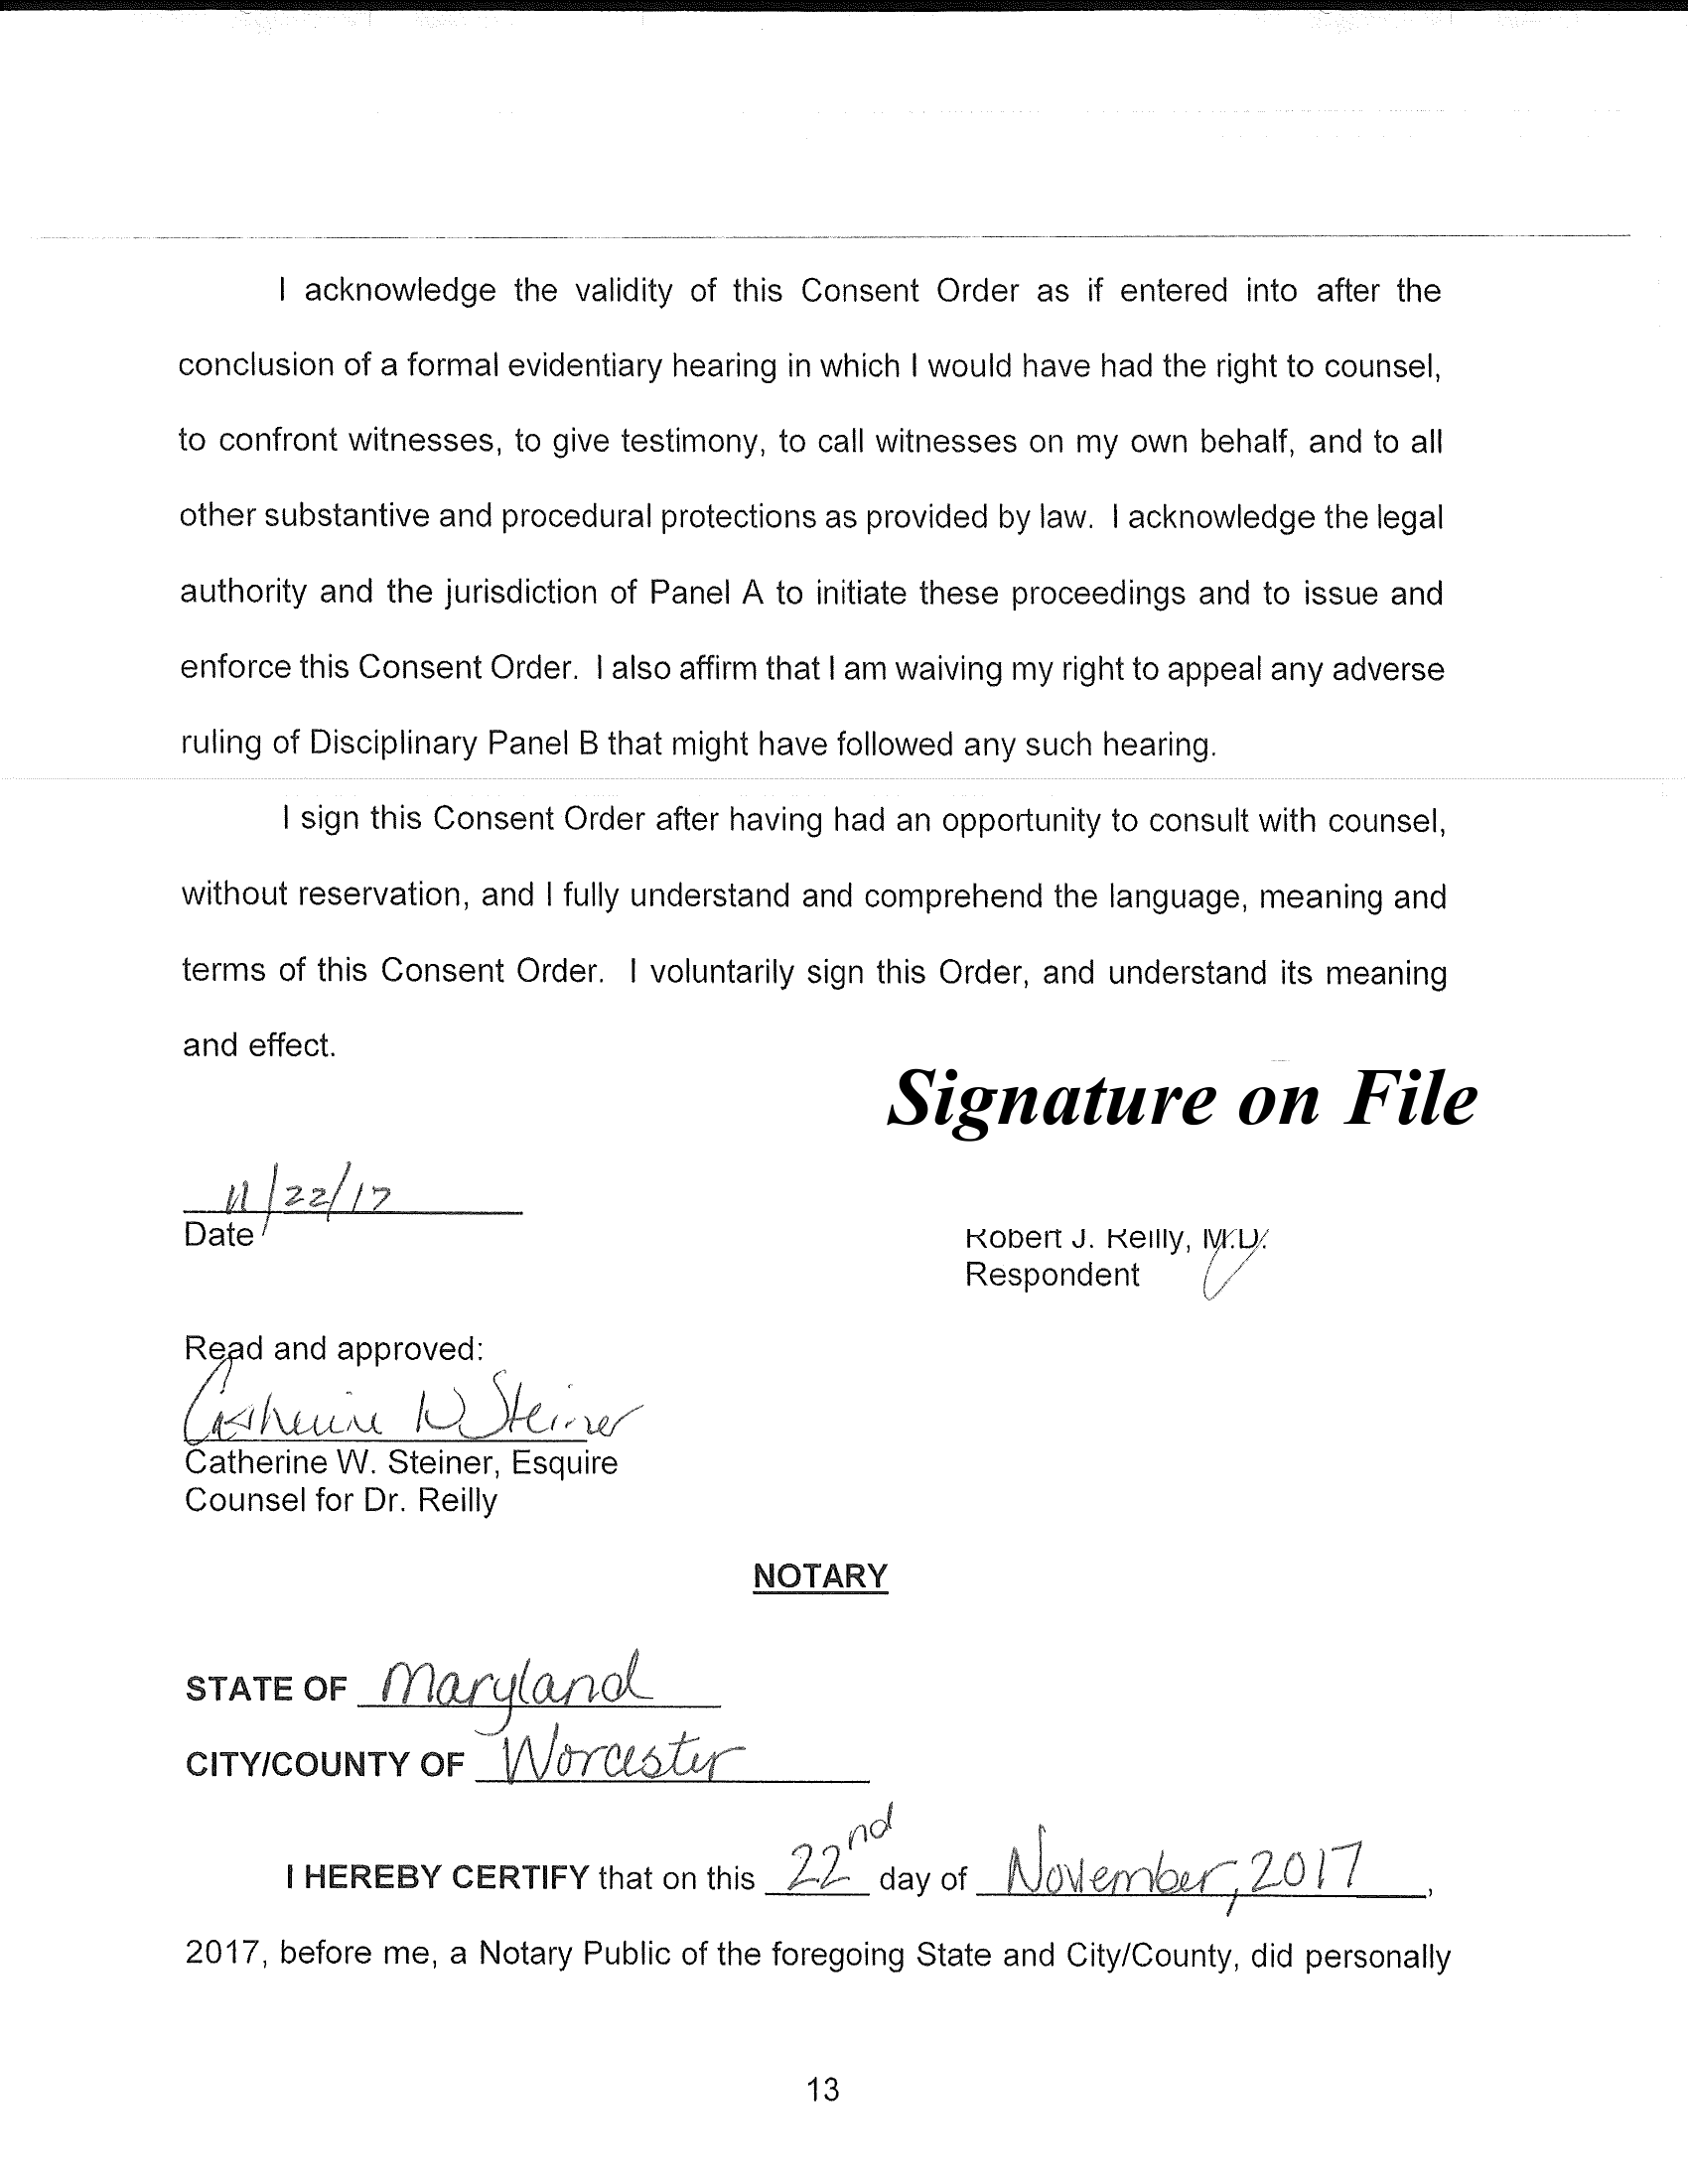 I acknowledge the validity of this Consent Order as if entered into after the
conclusion of a formal evidentiary hearing in which I would have had the right to counsel,
to confront witnesses, to give testimony, to call witnesses on my own behalf, and to all
other substantive and procedural protections as provided by law. I acknowledge the legal
authority and the jurisdiction of Panel A to initiate these proceedings and to issue and
enforce this Consent Order. I also affirm that I am waiving my right to appeal any adverse
ruling of Disciplinary Panel B that might have followed any such hearing.
I sign this Consent Order after having had an opportunity to consult with counsel,
without reservation, and I fully understand and comprehend the language, meaning and
terms of this Consent Order. I voluntarily sign this Order, and understand its meaning
and effect.
Signature on File
11/22/17
Date
Robert J. Reilly, M.D.
Respondent
Read and approved:
Catherine W Steiner
Catherine W. Steiner, Esquire
Counsel for Dr. Reilly
NOTARY
STATE OF Maryland
CITY/COUNTY OF Worcester
I HEREBY CERTIFY that on this 22nd day of November, 2017,
2017, before me, a Notary Public of the foregoing State and City/County, did personally
13